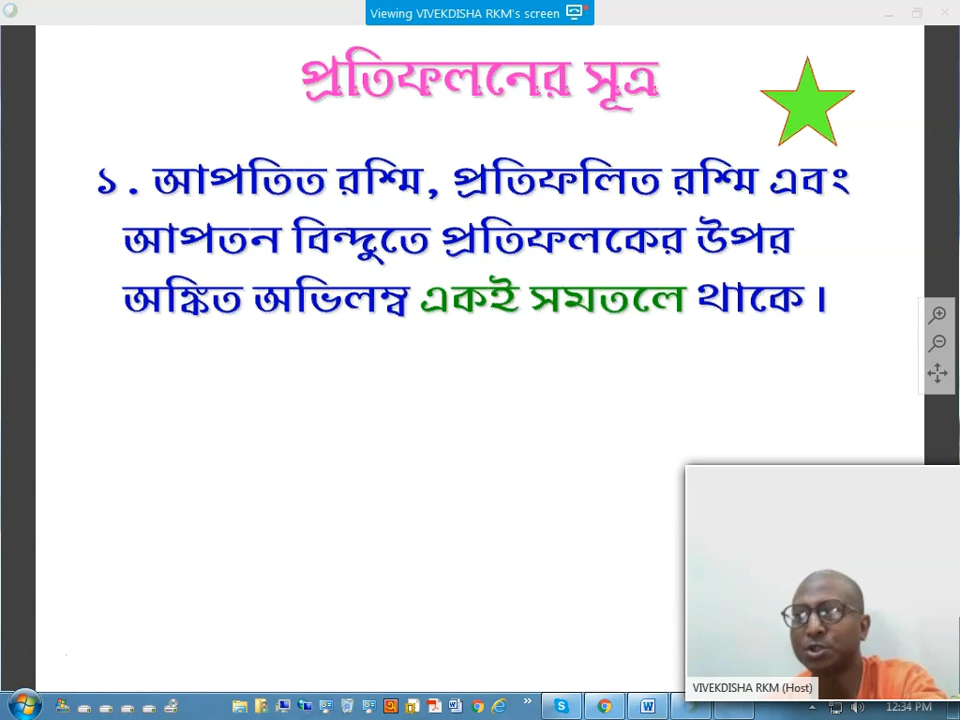 Viewing VIVEKDISHA RKM's screen
প্রতিফলনের সূত্র
১. আপতিত রশ্মি, প্রতিফলিত রশ্মি এবং
আপতন বিন্দুতে প্রতিফলকের উপর
অঙ্কিত অভিলম্ব একই সমতলে থাকে।
VIVEKDISHA RKM (Host)
12:34 PM